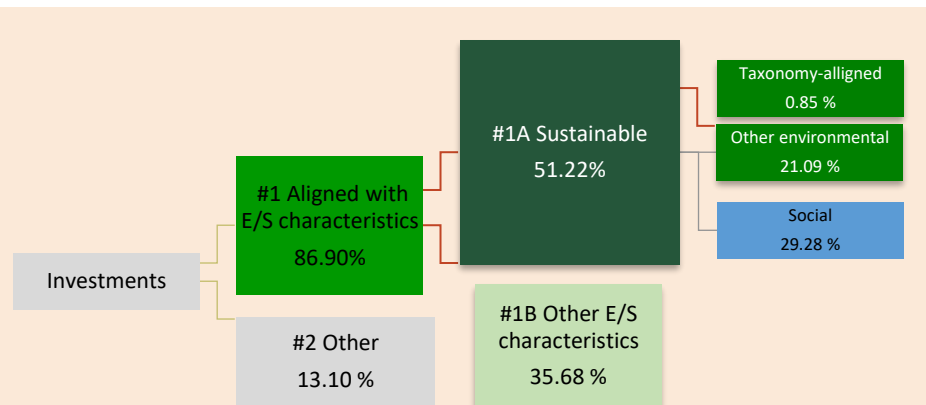 Investments
#1 Aligned with
E/S characteristics
86.90%
#2 Other
13.10 %
#1A Sustainable
51.22%
#1B Other E/S
characteristics
35.68 %
Taxonomy-alligned
0.85 %
Other environmental
21.09 %
Social
29.28 %